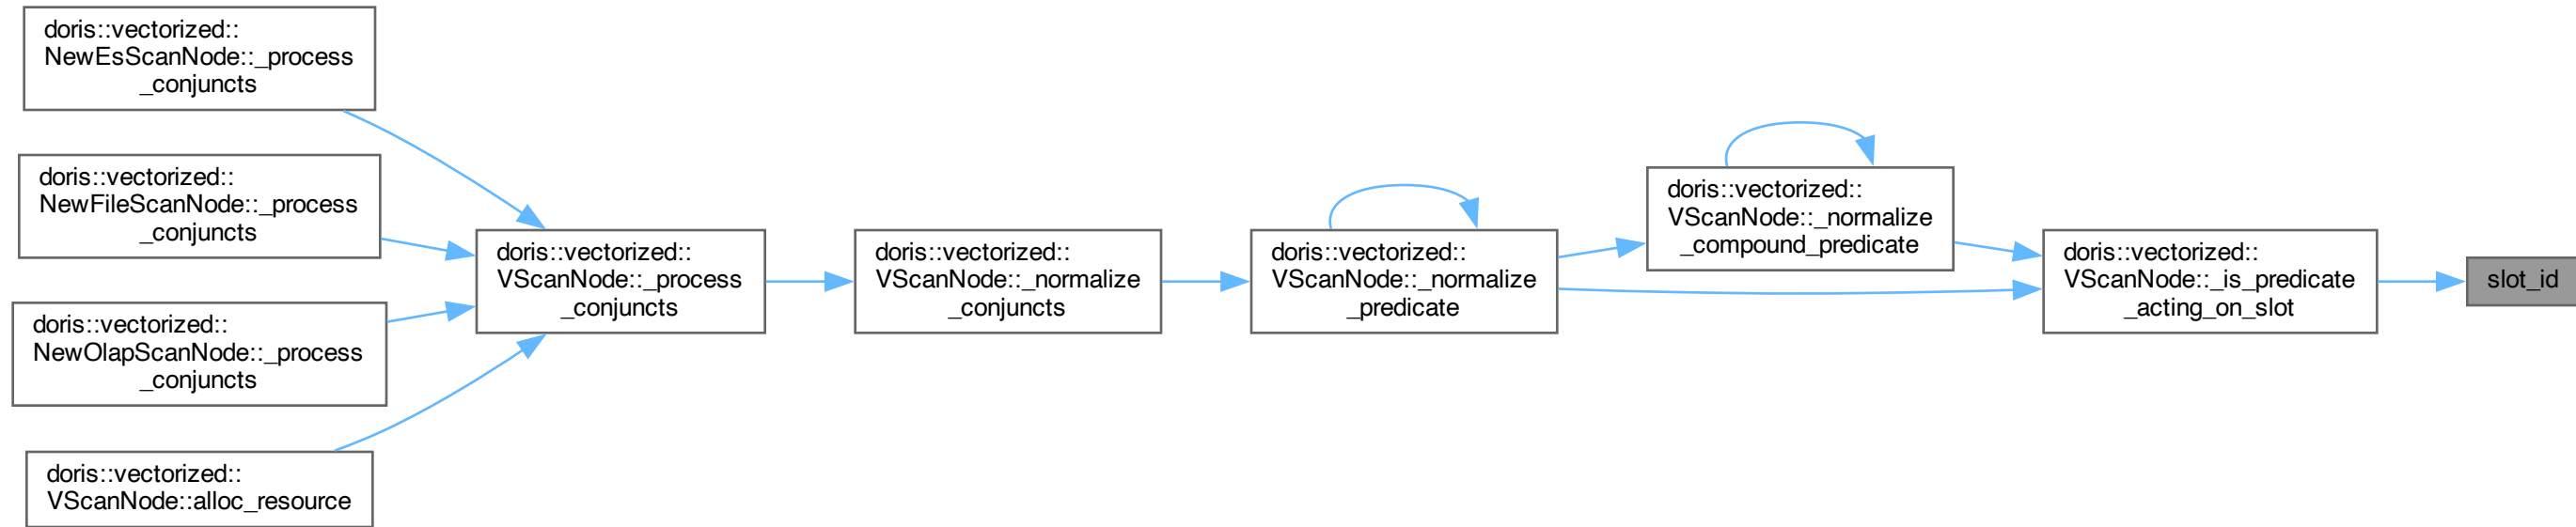 doris::vectorized::
NewEsScanNode::_process
_conjuncts
doris::vectorized::
NewFileScanNode::_process
_conjuncts
doris::vectorized::
NewOlapScanNode::_process
_conjuncts
doris::vectorized::
VScanNode::alloc_resource
doris::vectorized::
VScanNode::_process
_conjuncts
doris::vectorized::
VScanNode::_normalize
_conjuncts
doris::vectorized::
VScanNode::_normalize
_predicate
doris::vectorized::
VScanNode::_normalize
_compound_predicate
doris::vectorized::
VScanNode::_is_predicate
_acting_on_slot
slot_id